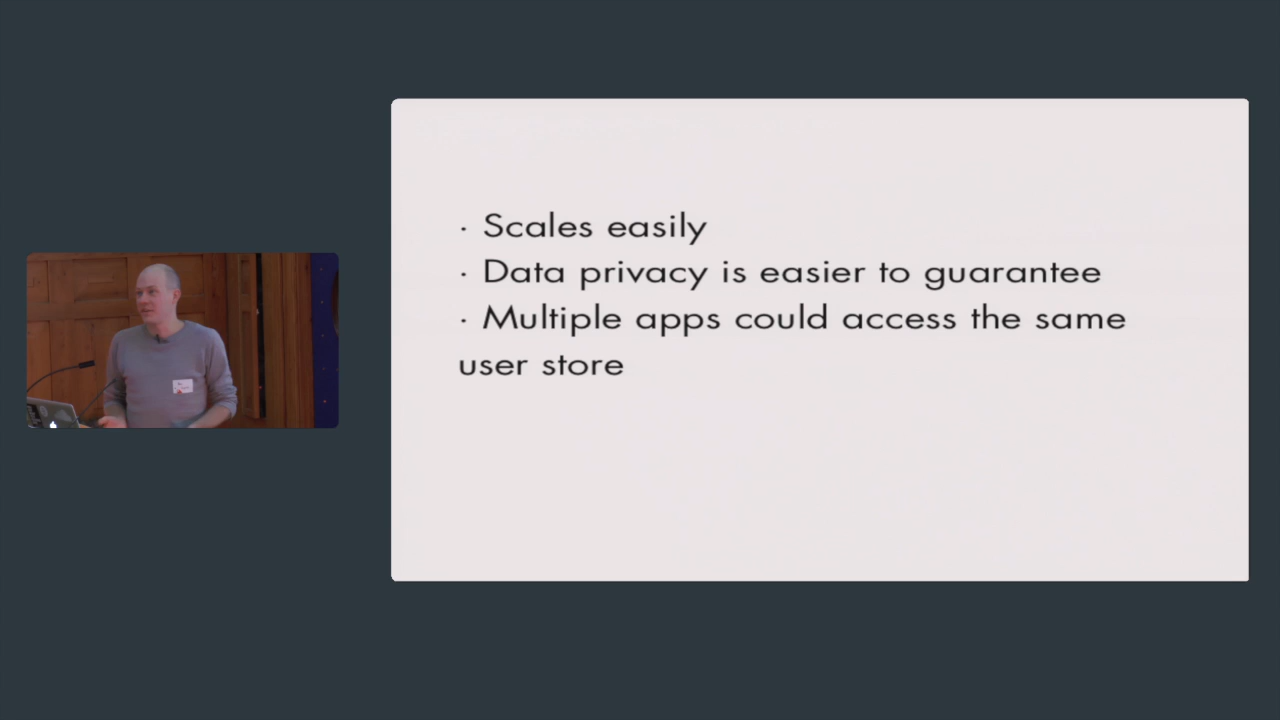 · Scales easily
· Data privacy is easier to guarantee
· Multiple apps could access the same
user store